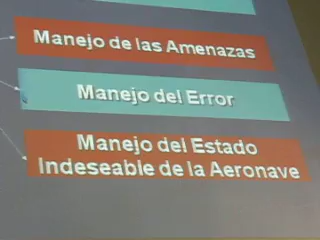 Manejo de las Amenazas
Manejo del Error
Manejo del Estado
Indeseable de la Aeronave